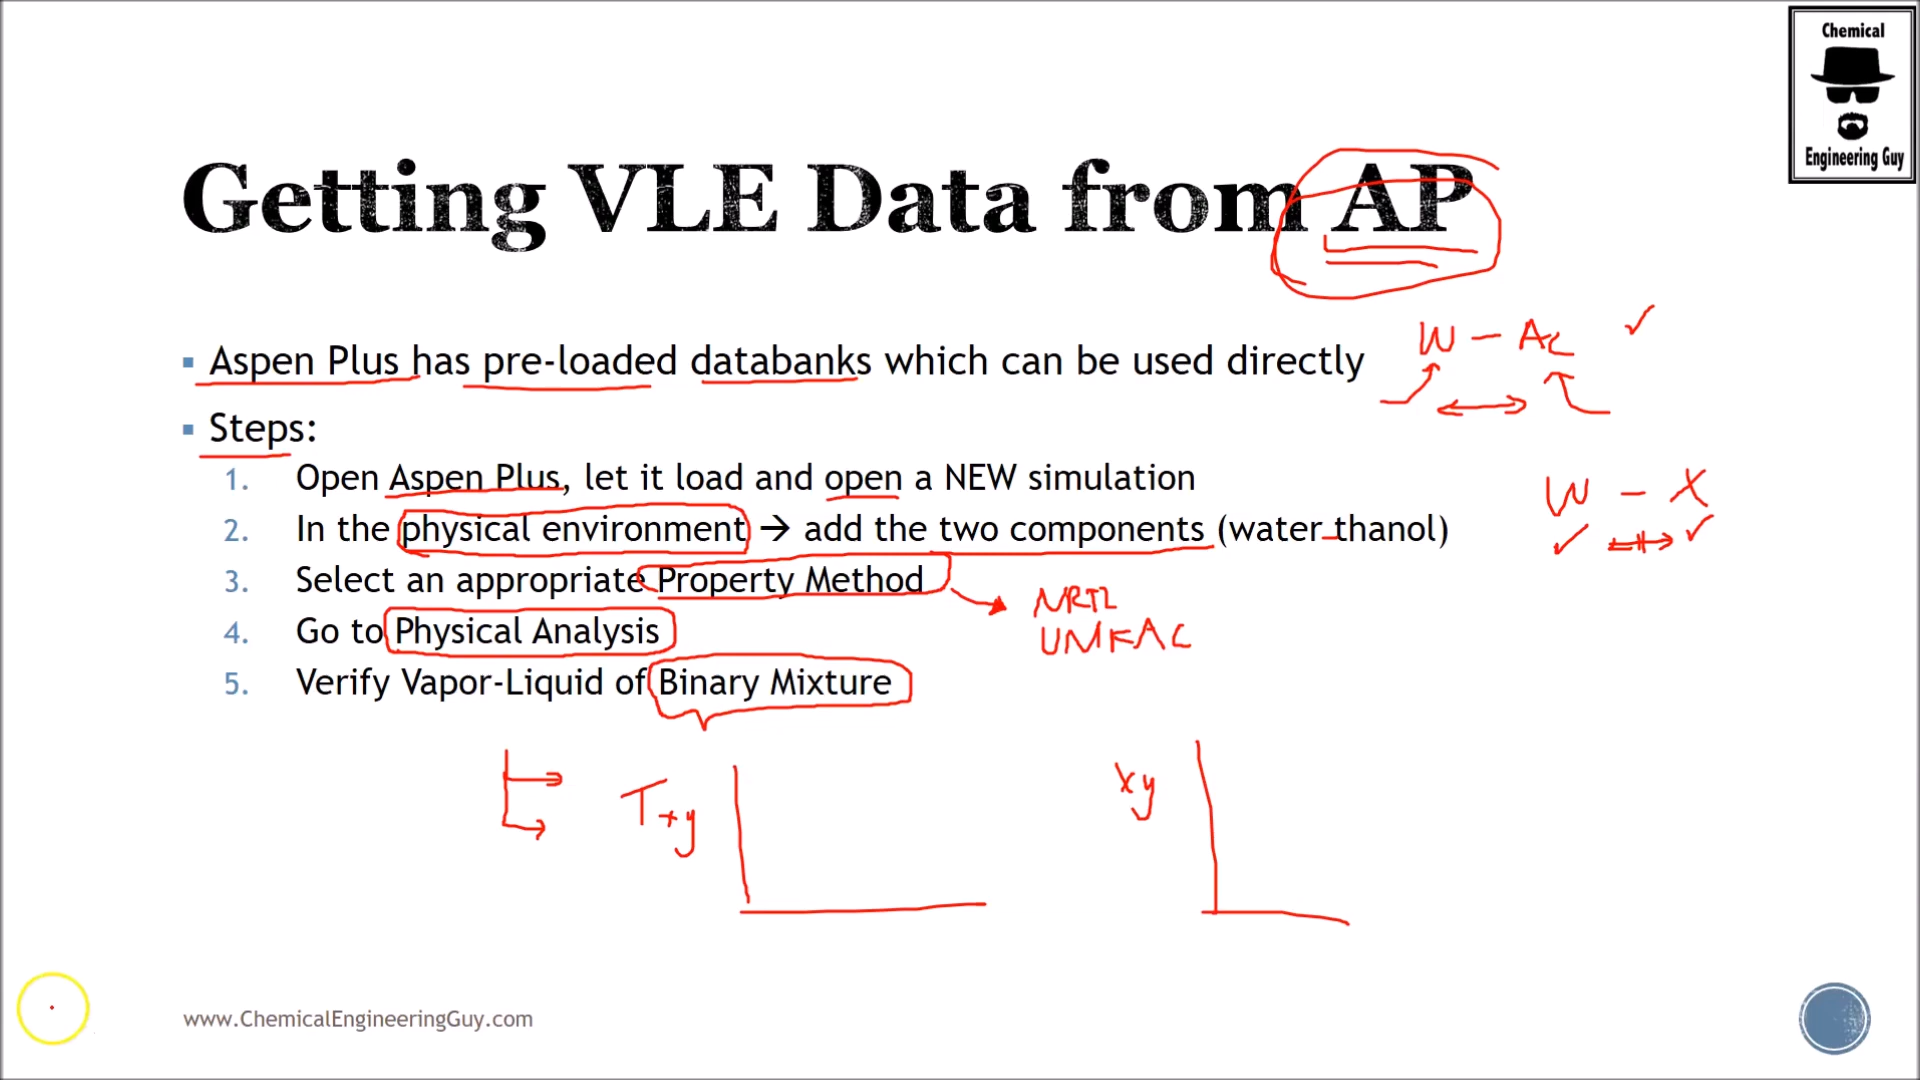 Chemical
Engineering Guy
Getting VLE Data from AP
Aspen Plus has pre-loaded databanks which can be used directly
W - Ac ✓
Steps:
1. Open Aspen Plus, let it load and open a NEW simulation
W - X
✓ ✓
2. In the physical environment → add the two components (water-thanol)
3. Select an appropriate Property Method
NRTL
4. Go to Physical Analysis
UNIFAC
5. Verify Vapor-Liquid of Binary Mixture
Txy
xy
www.ChemicalEngineeringGuy.com